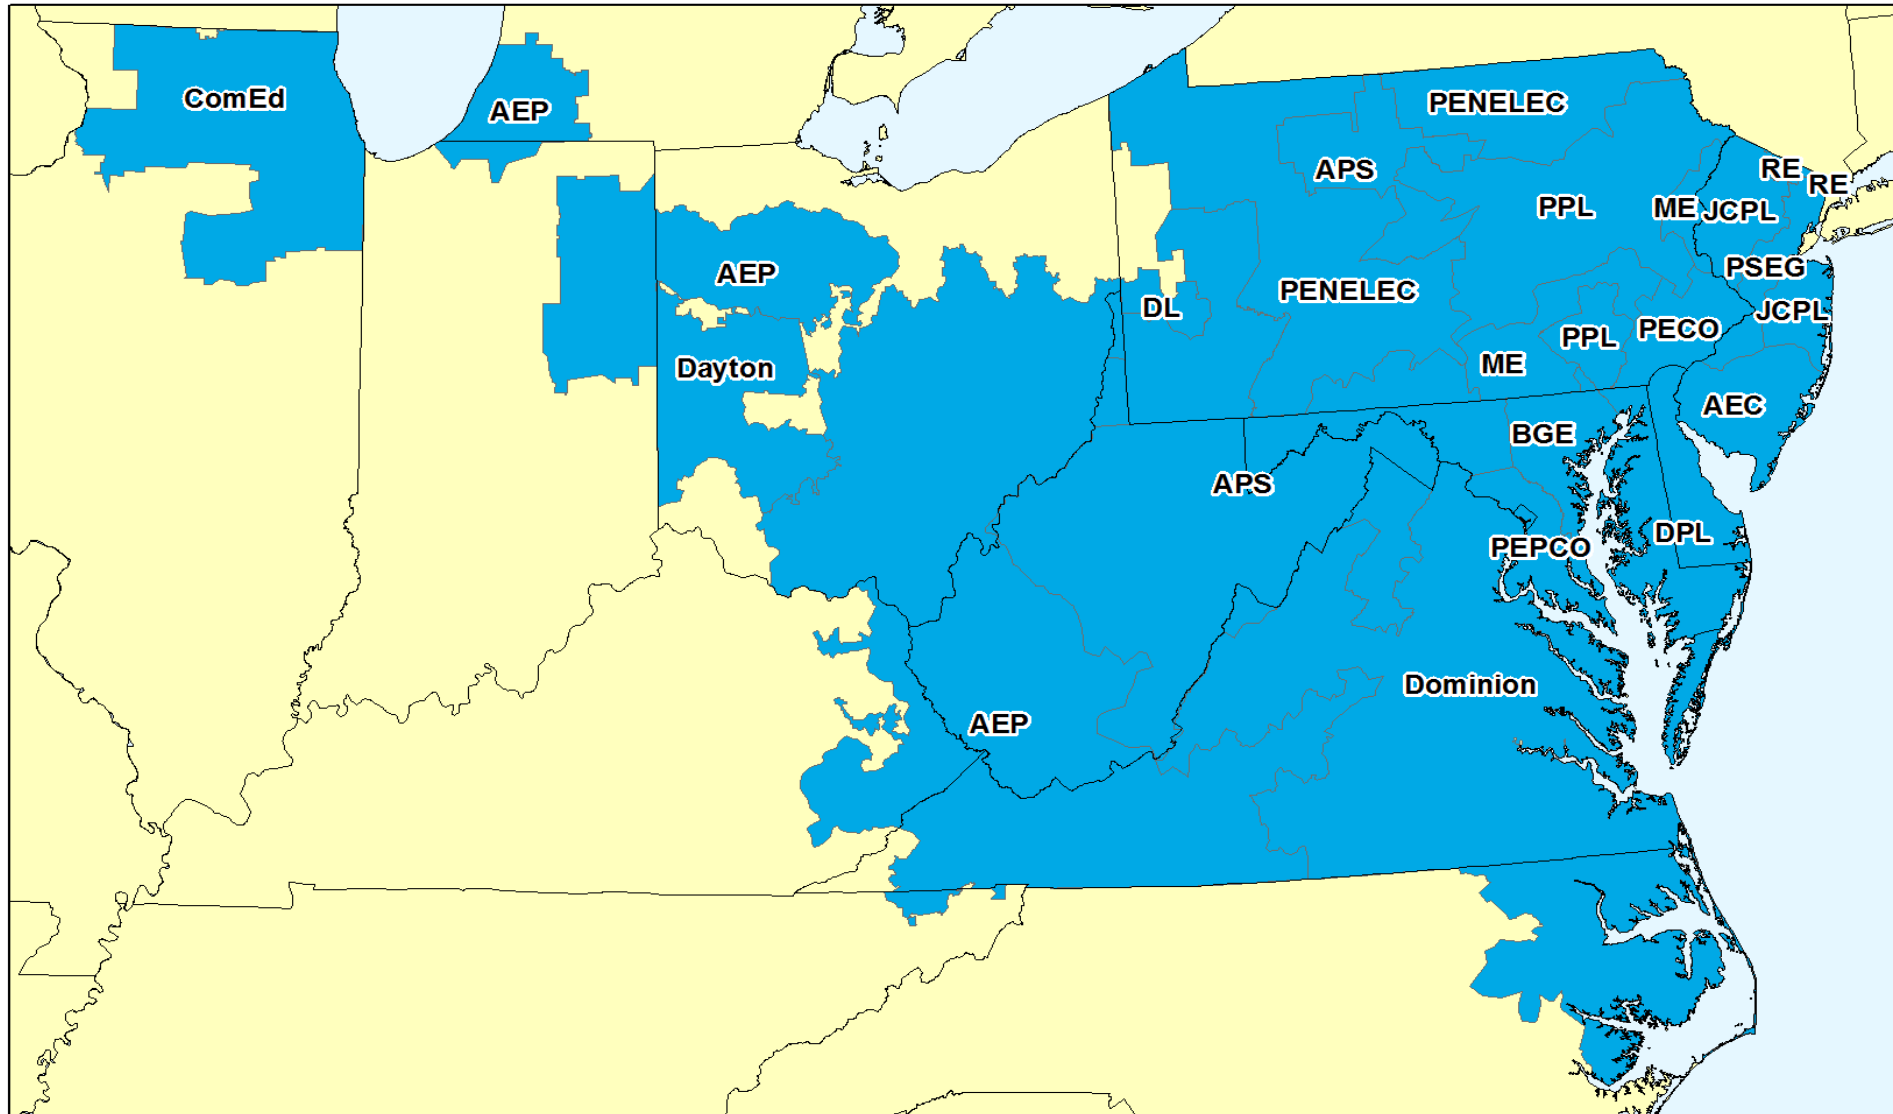 ComEd
AEP
PENELEC
APS
RE
RE
PPL
ME
JCPL
AEP
PSEG
DL
PENELEC
JCPL
PPL
PECO
Dayton
ME
AEC
BGE
APS
DPL
PEPCO
Dominion
AEP